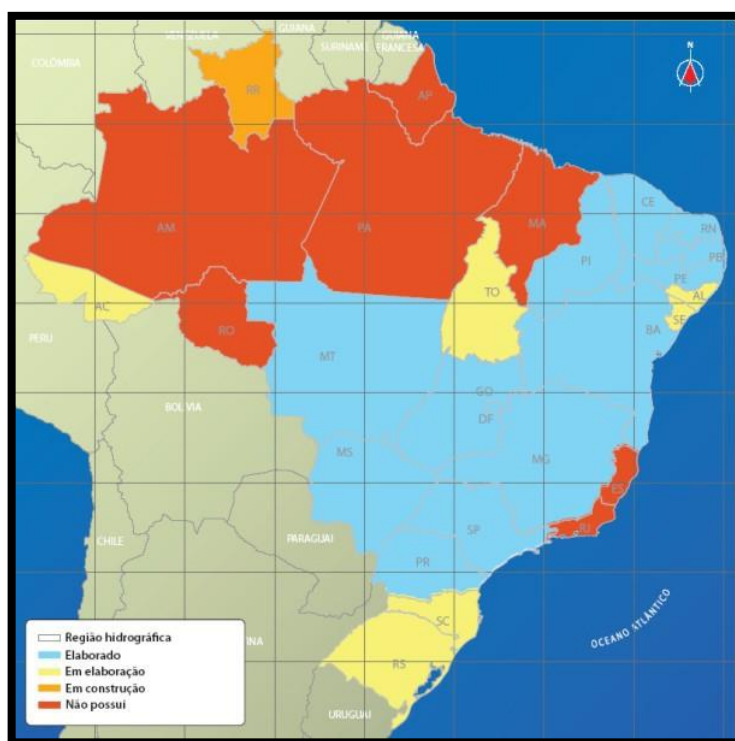 GUIANA
VENEZUELA
GUIANA
FRANCESA
SURINAME
COLÔMBIA
N
RR
AP
AM
PA
MA
CE
RN
PB
PI
PE
AL
SE
TO
AC
RO
BA
PERU
MT
GO
DF
BOLIVIA
MS
MG
ES
RJ
SP
PARAGUAI
CHILE
PR
SC
RS
OCEANO ATLÂNTICO
URUGUAI
Região hidrográfica
Elaborado
Em elaboração
Em construção
Não possui